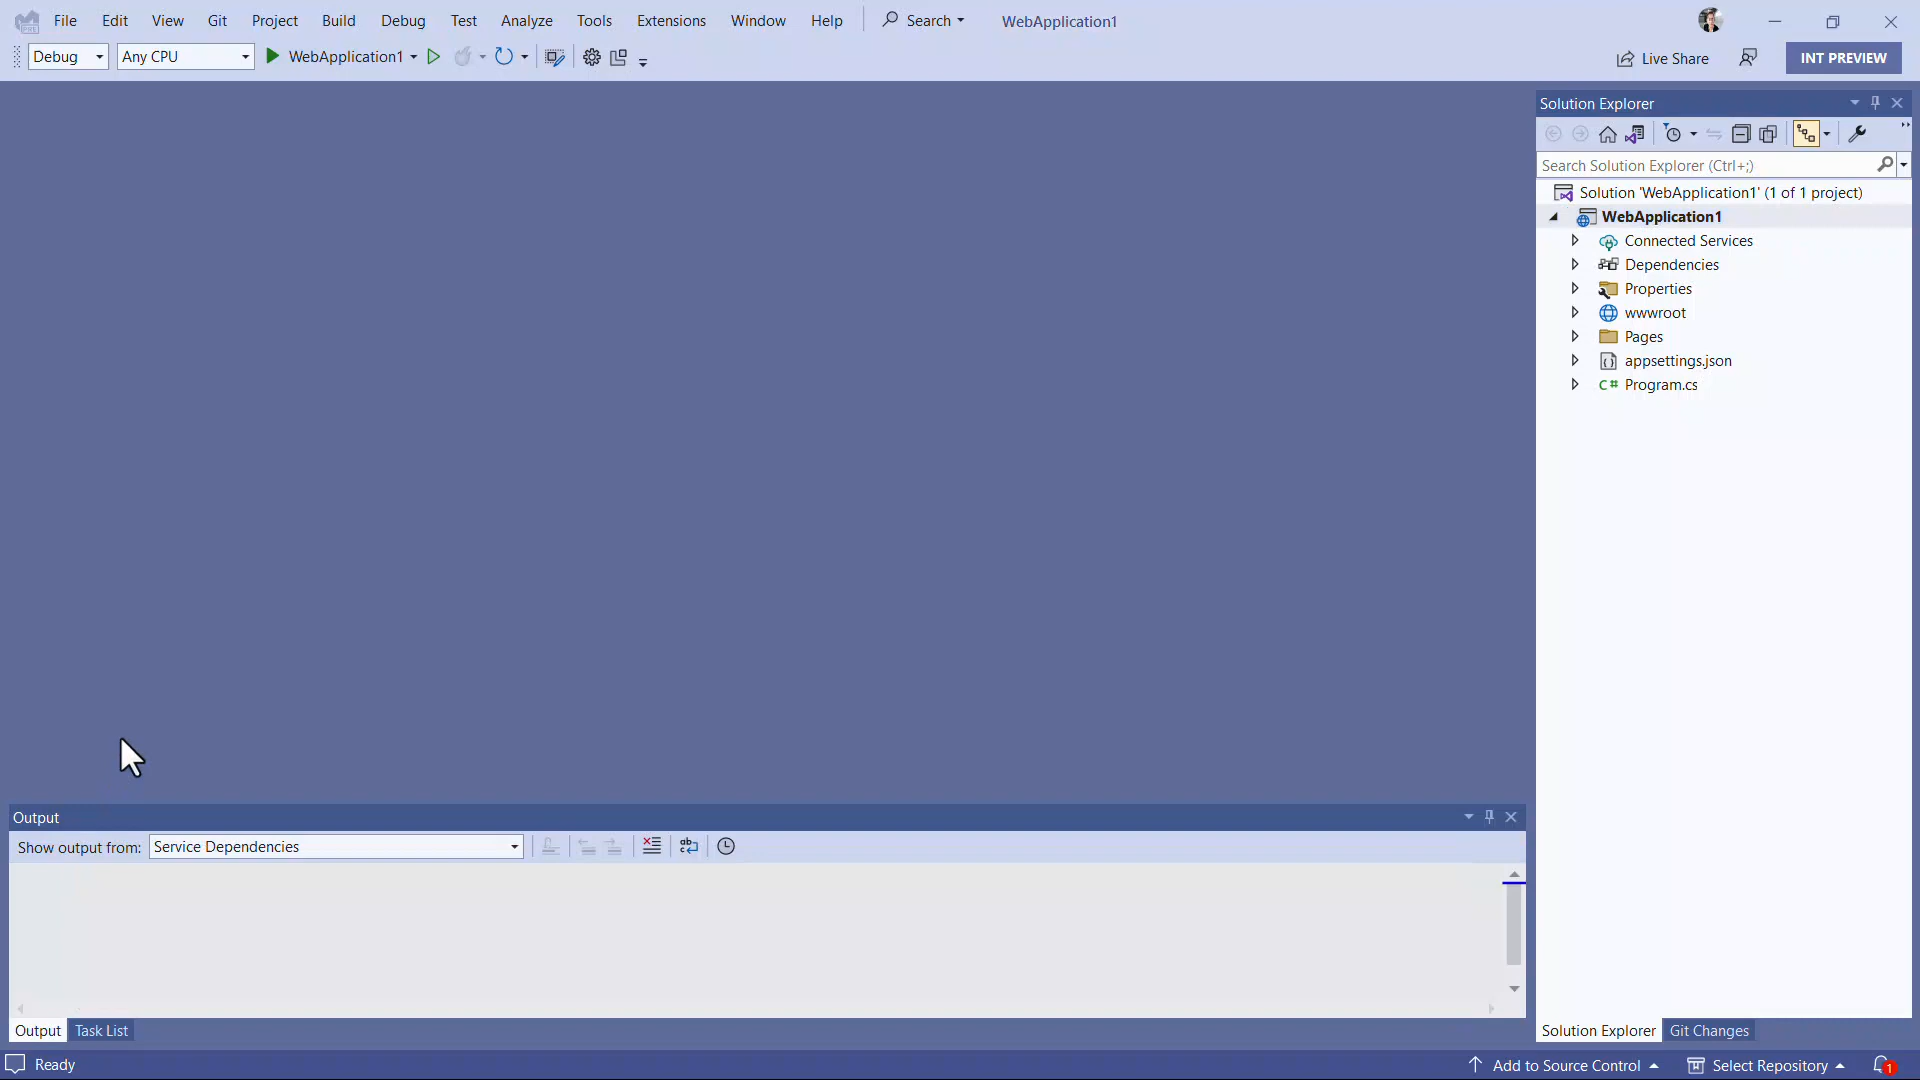 File Edit View Git Project Build Debug Test Analyze Tools Extensions Window Help Search WebApplication1
Debug Any CPU WebApplication1 Live Share INT PREVIEW
Solution Explorer
Search Solution Explorer (Ctrl+;)
Solution 'WebApplication1' (1 of 1 project)
WebApplication1
Connected Services
Dependencies
Properties
wwwroot
Pages
appsettings.json
C# Program.cs
Output
Show output from: Service Dependencies
Output Task List
Solution Explorer Git Changes
Ready Add to Source Control Select Repository 1